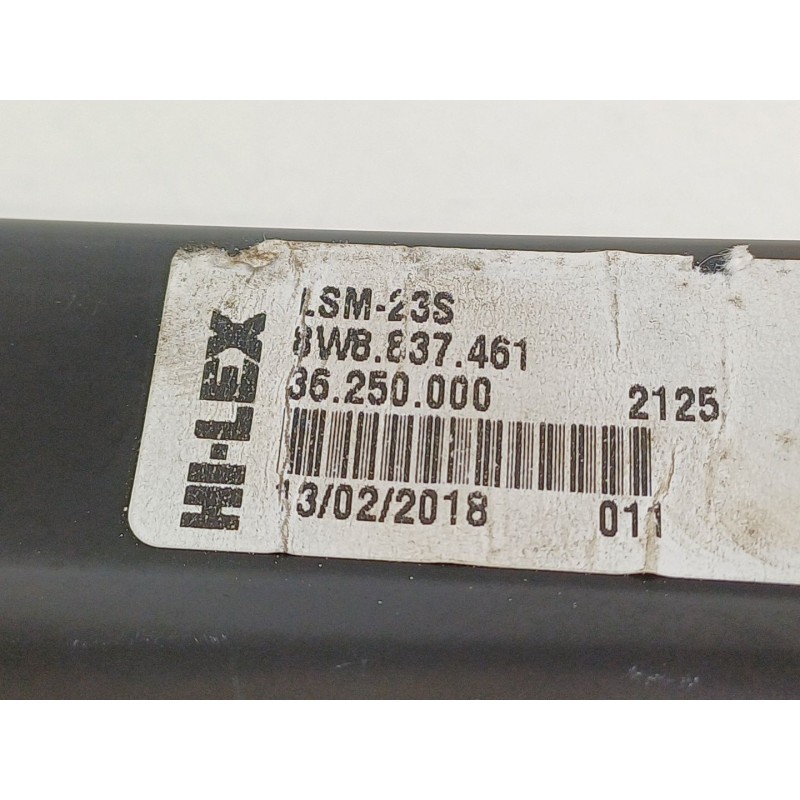 HI-LEX
LSM-23S
8W8.837.461
36.250.000 2125
13/02/2018 011